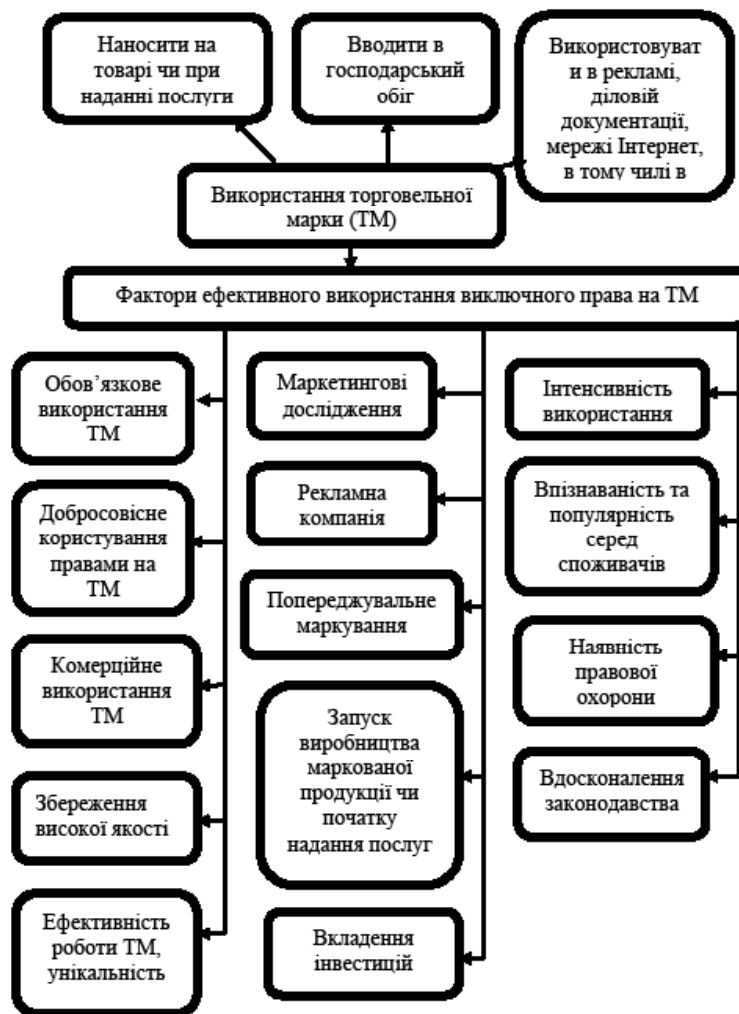 Наносити на
товарі чи при
наданні послуги
Вводити в
господарський
обіг
Використовуват
и в рекламі,
діловій
документації,
мережі Інтернет,
в тому чилі в
Використання торговельної
марки (ТМ)
Фактори ефективного використання виключного права на ТМ
Обов’язкове
використання
ТМ
Добросовісне
користування
правами на
ТМ
Комерційне
використання
ТМ
Збереження
високої якості
Ефективність
роботи ТМ,
унікальність
Маркетингові
дослідження
Рекламна
компанія
Попереджувальне
маркування
Запуск
виробництва
маркованої
продукції чи
початку
надання послуг
Вкладення
інвестицій
Інтенсивність
використання
Впізнаваність та
популярність
серед
споживачів
Наявність
правової
охорони
Вдосконалення
законодавства